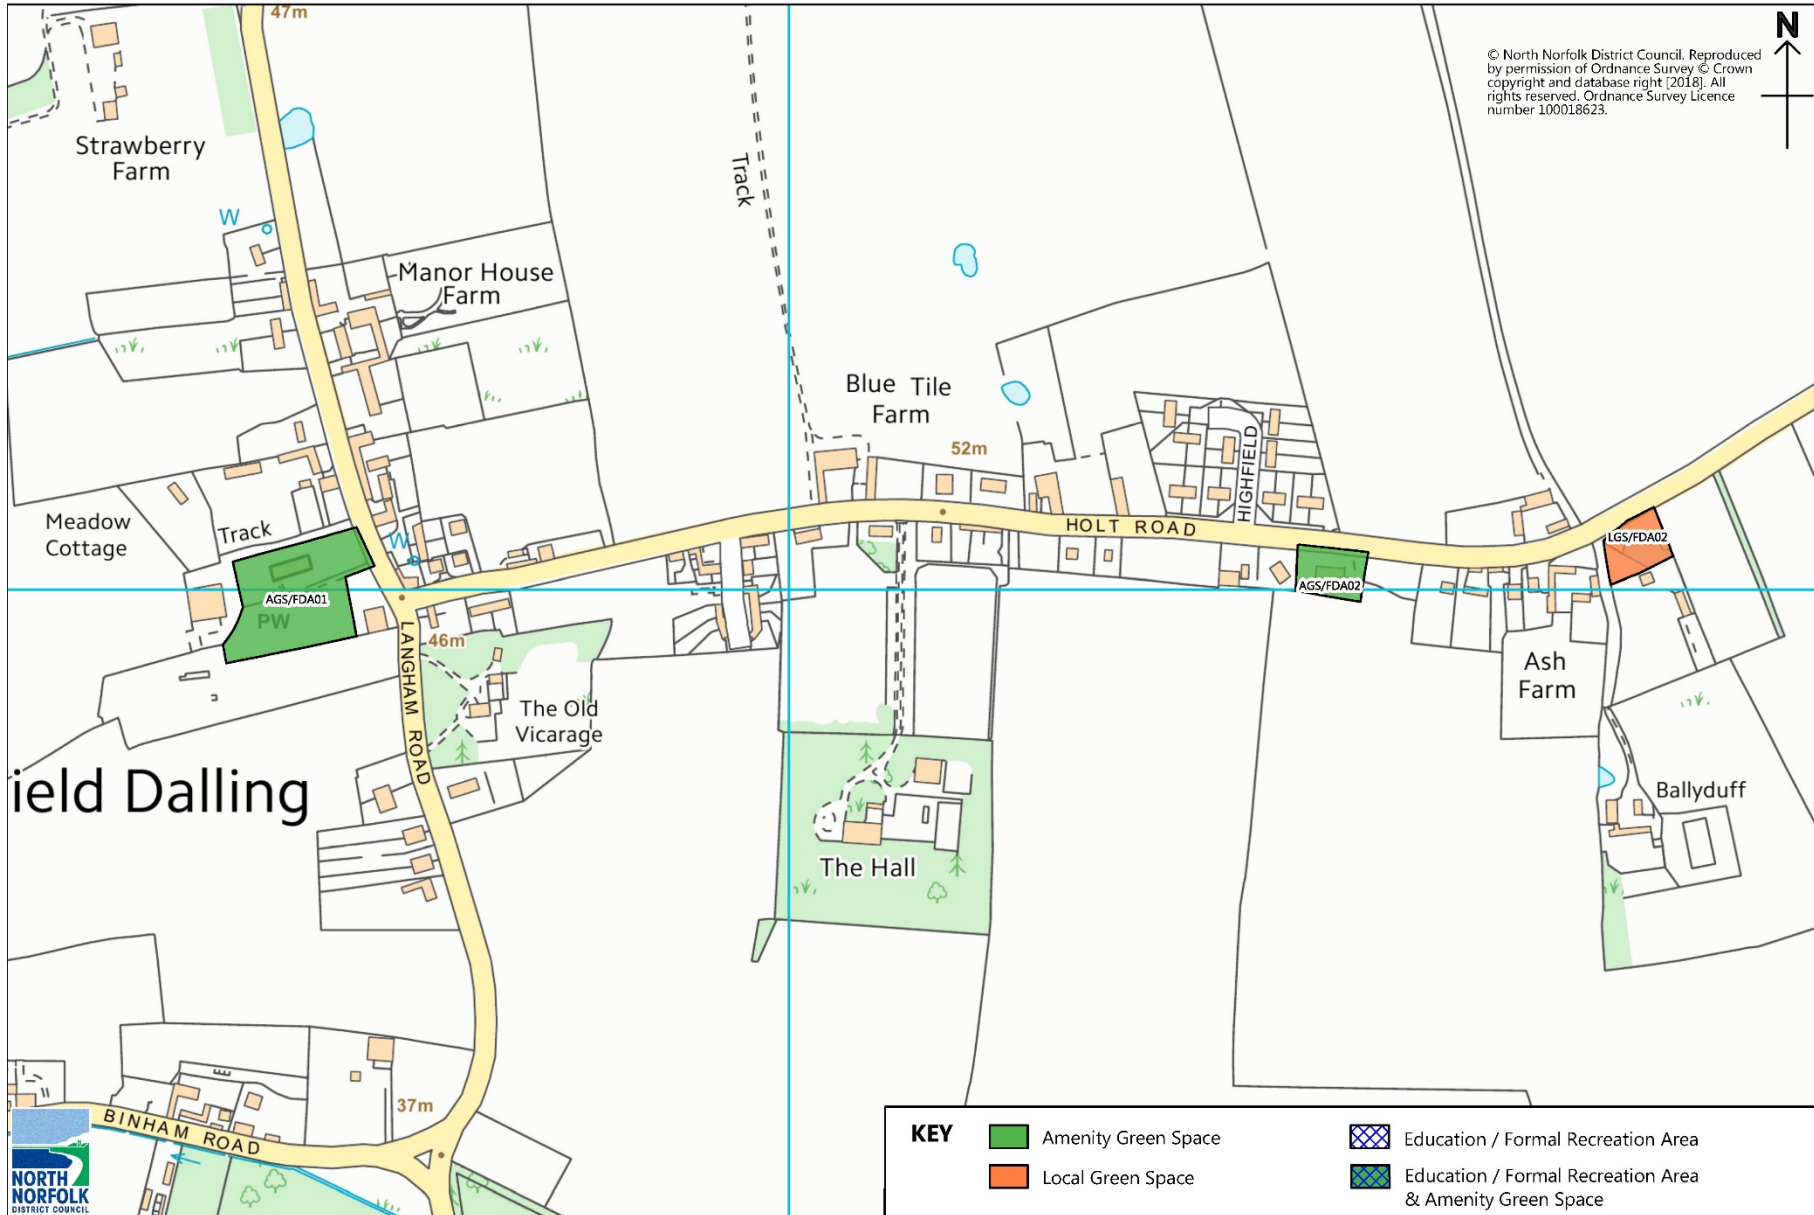 47m
N
© North Norfolk District Council. Reproduced
by permission of Ordnance Survey © Crown
copyright and database right [2018]. All
rights reserved. Ordnance Survey Licence
number 100018623.
Strawberry
Farm
Track
W
Manor House
Farm
Blue Tile
Farm
52m
HIGHFIELD
Meadow
Cottage
Track
W
HOLT ROAD
LGS/FDA02
AGS/FDA01
AGS/FDA02
PW
46m
LANGHAM ROAD
The Old
Vicarage
Ash
Farm
ield Dalling
Ballyduff
The Hall
37m
BINHAM ROAD
NORTH
NORFOLK
DISTRICT COUNCIL
KEY
Amenity Green Space
Local Green Space
Education / Formal Recreation Area
Education / Formal Recreation Area
& Amenity Green Space